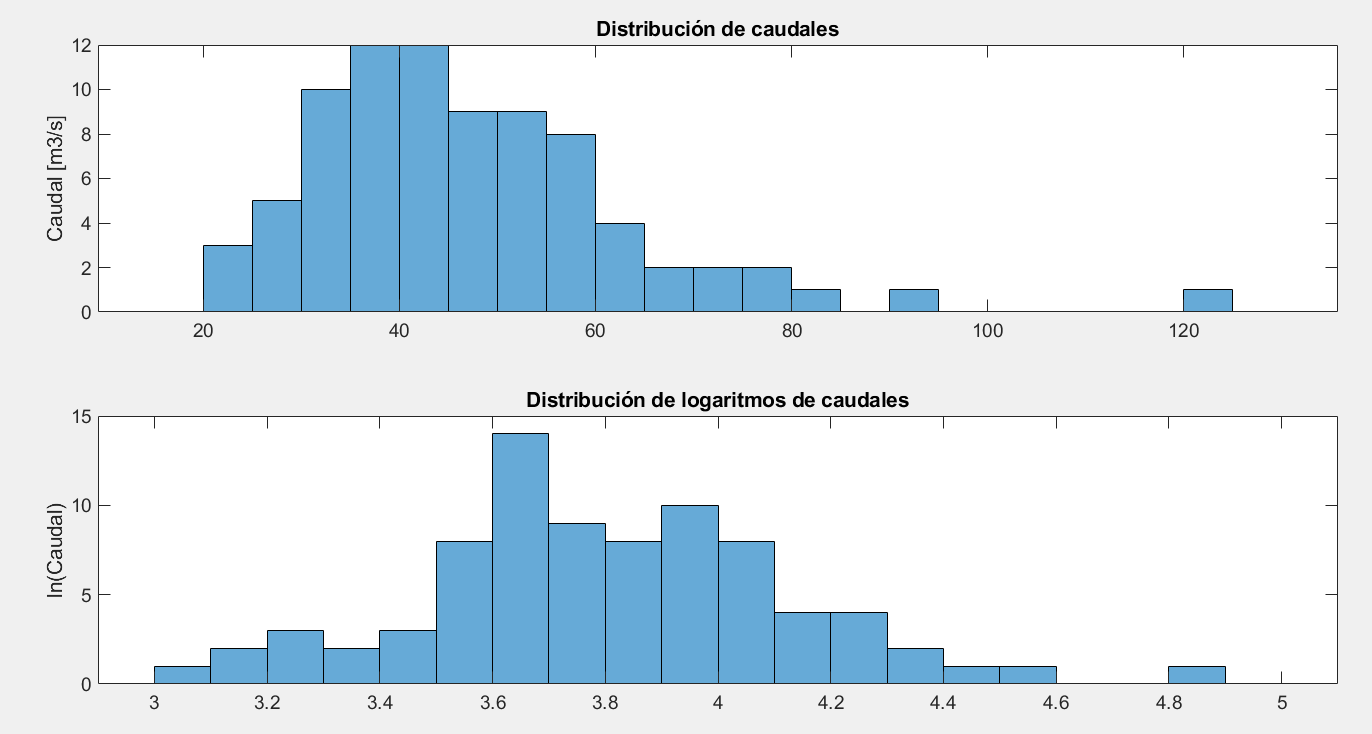 Distribución de caudales
Caudal [m3/s]
12
10
8
6
4
2
0
20 40 60 80 100 120
Distribución de logaritmos de caudales
ln(Caudal)
15
10
5
0
3 3.2 3.4 3.6 3.8 4 4.2 4.4 4.6 4.8 5